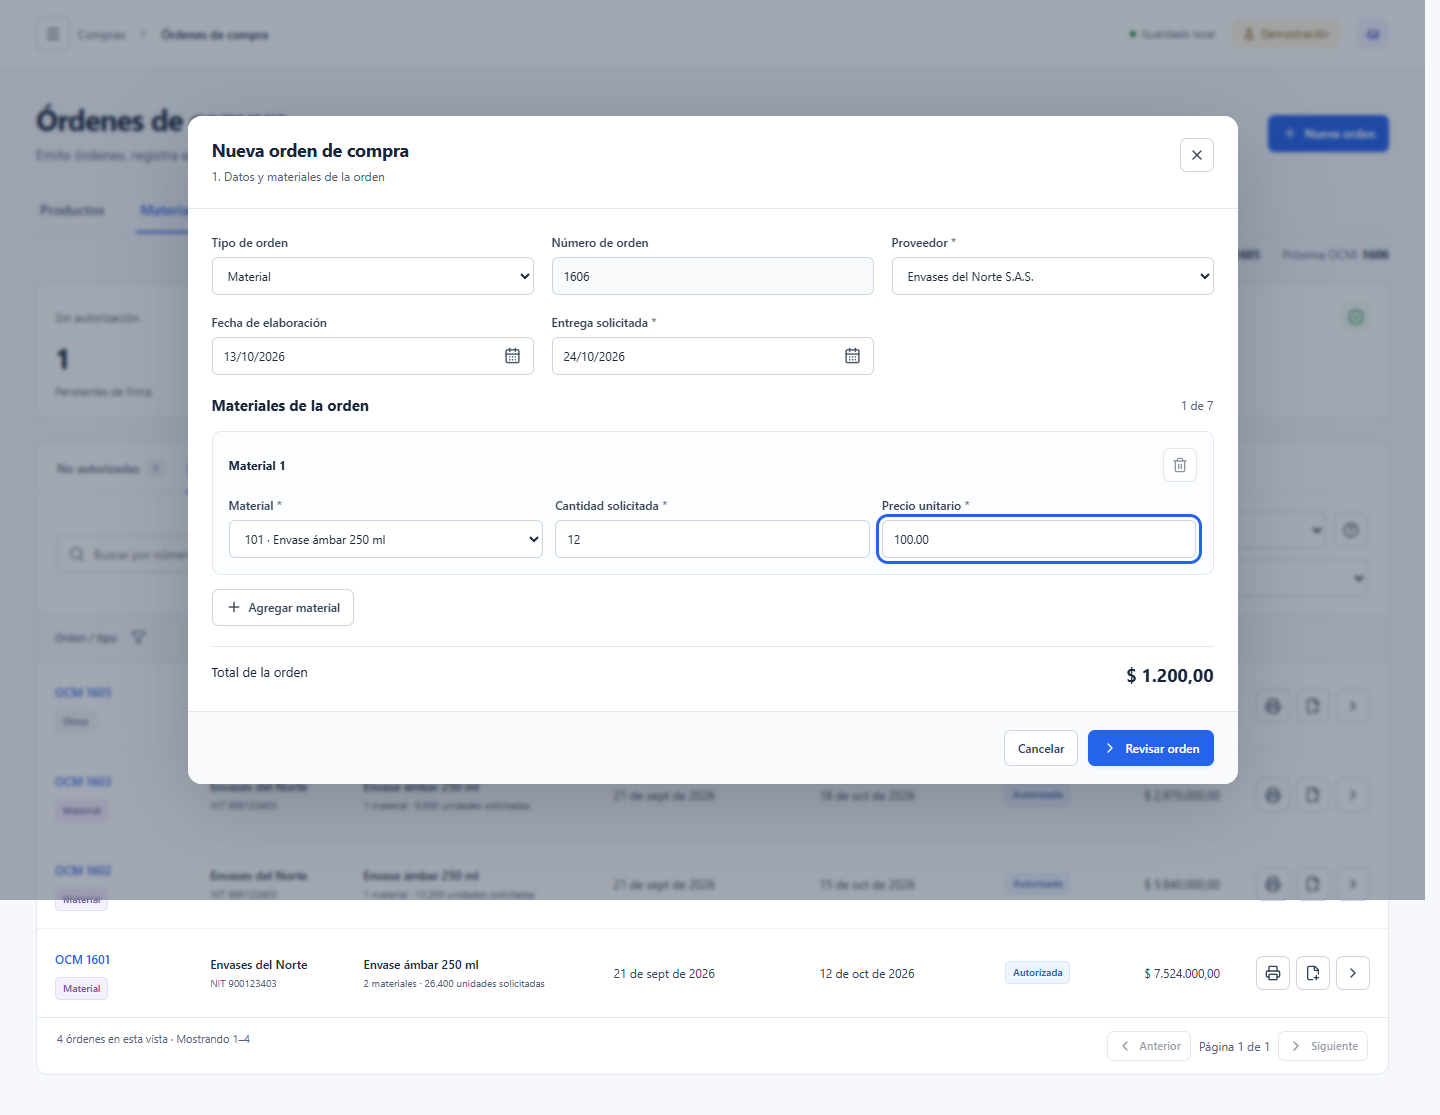 Compras > Órdenes de compra
Guardado local
Demostración
Órdenes de
Emite órdenes, registra e
Nueva orden
Productos
Materia
1605
Próxima OCM: 1606
Sin autorización
1
Pendientes de firma
No autorizadas
Buscar por númer
Orden / tipo
Nueva orden de compra
1. Datos y materiales de la orden
Tipo de orden
Número de orden
Proveedor *
Material
1606
Envases del Norte S.A.S.
Fecha de elaboración
Entrega solicitada *
13/10/2026
24/10/2026
Materiales de la orden
1 de 7
Material 1
Material *
Cantidad solicitada *
Precio unitario *
101 · Envase ámbar 250 ml
12
100.00
Agregar material
Total de la orden
$ 1.200,00
Cancelar
Revisar orden
OCM 1605
Otros
OCM 1603
Material
Envases del Norte
NIT 900123403
Envase ámbar 250 ml
1 material · 6.600 unidades solicitadas
21 de sept de 2026
18 de oct de 2026
Autorizada
$ 2.970.000,00
OCM 1602
Material
Envases del Norte
NIT 900123403
Envase ámbar 250 ml
1 material · 13.200 unidades solicitadas
21 de sept de 2026
15 de oct de 2026
Autorizada
$ 5.940.000,00
OCM 1601
Material
Envases del Norte
NIT 900123403
Envase ámbar 250 ml
2 materiales · 26.400 unidades solicitadas
21 de sept de 2026
12 de oct de 2026
Autorizada
$ 7.524.000,00
4 órdenes en esta vista · Mostrando 1–4
Anterior
Página 1 de 1
Siguiente